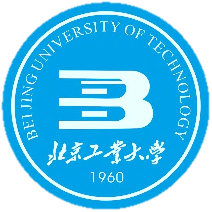 BEIJING UNIVERSITY OF TECHNOLOGY
北京工业大学
1960